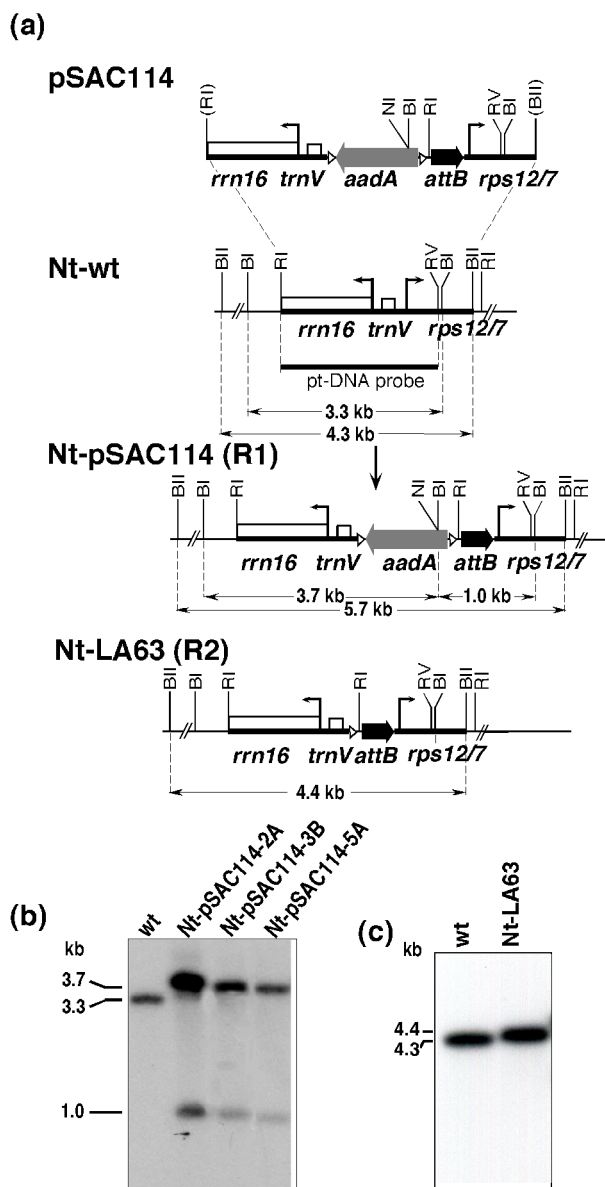 (a)
pSAC114
(RI) NI BI RI RV BI (BII)
rrn16 trnV aadA attB rps12/7
Nt-wt
BII BI RI RV BI BII RI
rrn16 trnV rps12/7
pt-DNA probe
3.3 kb
4.3 kb
Nt-pSAC114 (R1)
BII BI RI NI BI RI RV BI BII RI
rrn16 trnV aadA attB rps12/7
3.7 kb 1.0 kb
5.7 kb
Nt-LA63 (R2)
BII BI RI RI RV BI BII RI
rrn16 trnV attB rps12/7
4.4 kb
(b)
kb
wt Nt-pSAC114-2A Nt-pSAC114-3B Nt-pSAC114-5A
3.7
3.3
1.0
(c)
kb
wt Nt-LA63
4.4
4.3